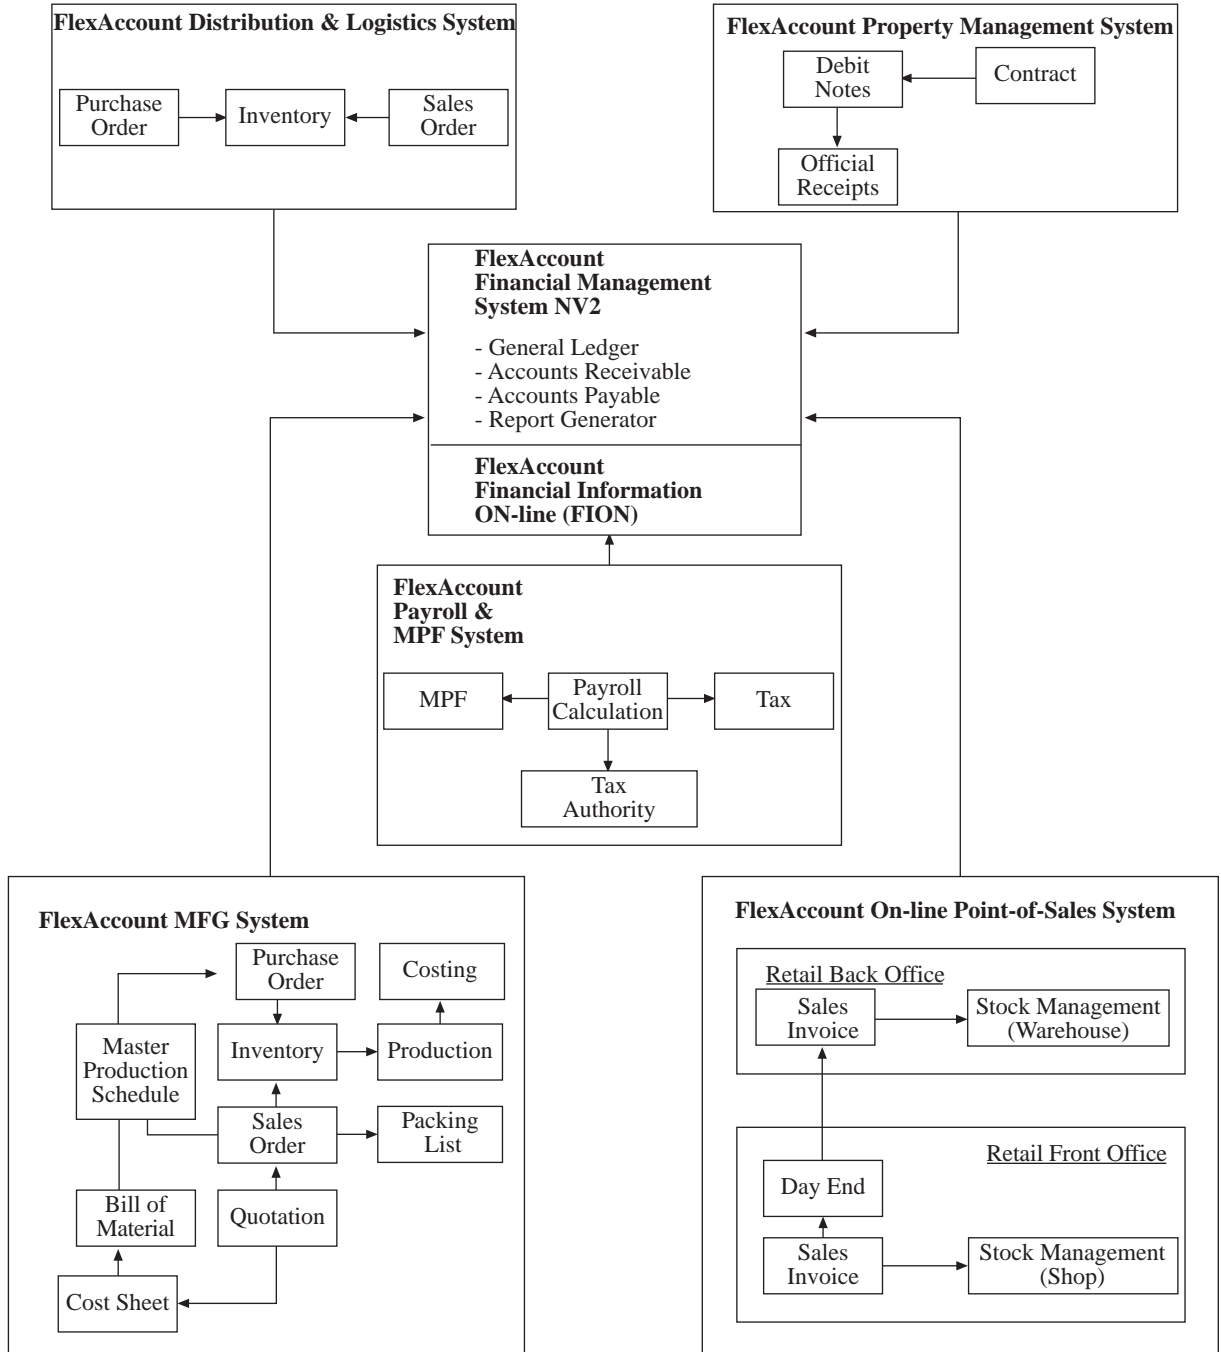 FlexAccount Distribution & Logistics System
Purchase
Order
Inventory
Sales
Order
FlexAccount Property Management System
Debit
Notes
Contract
Official
Receipts
FlexAccount
Financial Management
System NV2
- General Ledger
- Accounts Receivable
- Accounts Payable
- Report Generator
FlexAccount
Financial Information
ON-line (FION)
FlexAccount
Payroll &
MPF System
MPF
Payroll
Calculation
Tax
Tax
Authority
FlexAccount MFG System
Purchase
Order
Costing
Master
Production
Schedule
Inventory
Production
Sales
Order
Packing
List
Bill of
Material
Quotation
Cost Sheet
FlexAccount On-line Point-of-Sales System
Retail Back Office
Sales
Invoice
Stock Management
(Warehouse)
Retail Front Office
Day End
Sales
Invoice
Stock Management
(Shop)